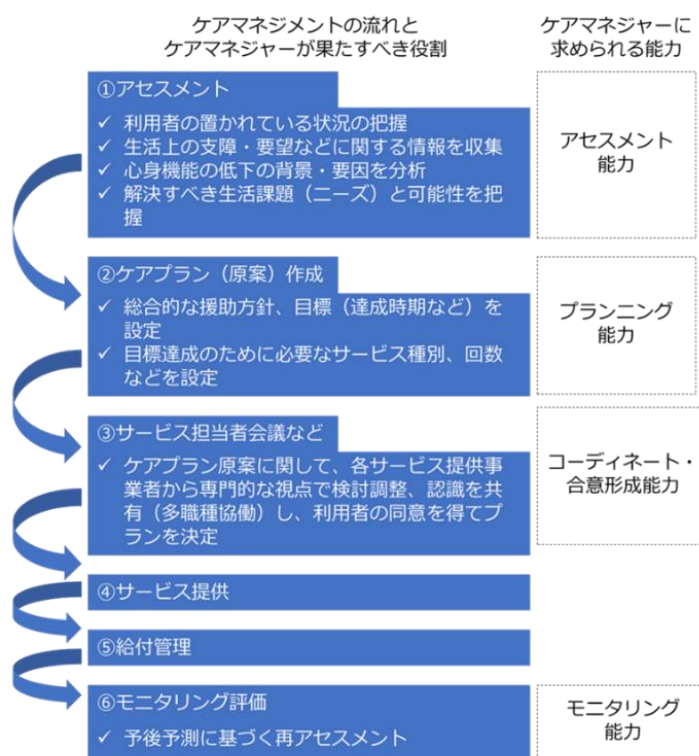 ケアマネジメントの流れと
ケアマネジャーが果たすべき役割
ケアマネジャーに
求められる能力
①アセスメント
✓ 利用者の置かれている状況の把握
✓ 生活上の支障・要望などに関する情報を収集
✓ 心身機能の低下の背景・要因を分析
✓ 解決すべき生活課題（ニーズ）と可能性を把
握
アセスメント
能力
②ケアプラン（原案）作成
✓ 総合的な援助方針、目標（達成時期など）を
設定
✓ 目標達成のために必要なサービス種別、回数
などを設定
プランニング
能力
③サービス担当者会議など
✓ ケアプラン原案に関して、各サービス提供事
業者から専門的な視点で検討調整、認識を共
有（多職種協働）し、利用者の同意を得てプ
ランを決定
コーディネート・
合意形成能力
④サービス提供
⑤給付管理
⑥モニタリング評価
✓ 予後予測に基づく再アセスメント
モニタリング
能力